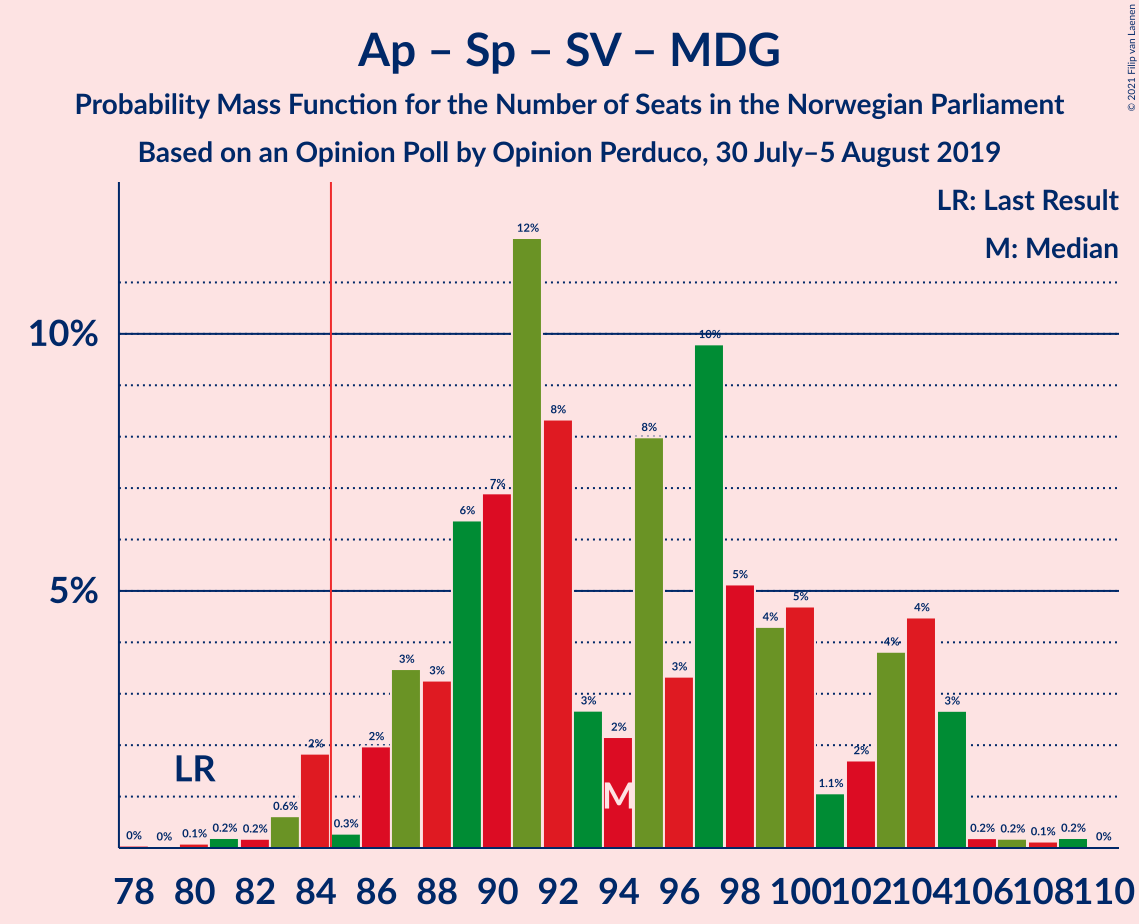 Ap – Sp – SV – MDG
Probability Mass Function for the Number of Seats in the Norwegian Parliament
Based on an Opinion Poll by Opinion Perduco, 30 July–5 August 2019
© 2021 Filip van Laenen
LR: Last Result
M: Median
10%
5%
0% 0% 0.1% 0.2% 0.2% 0.6% 2% 0.3% 2% 3% 3% 6% 7% 12% 8% 3% 2% 8% 3% 10% 5% 4% 5% 1.1% 2% 4% 4% 3% 0.2% 0.2% 0.1% 0.2% 0%
LR
M
78 80 82 84 86 88 90 92 94 96 98 100 102 104 106 108 110